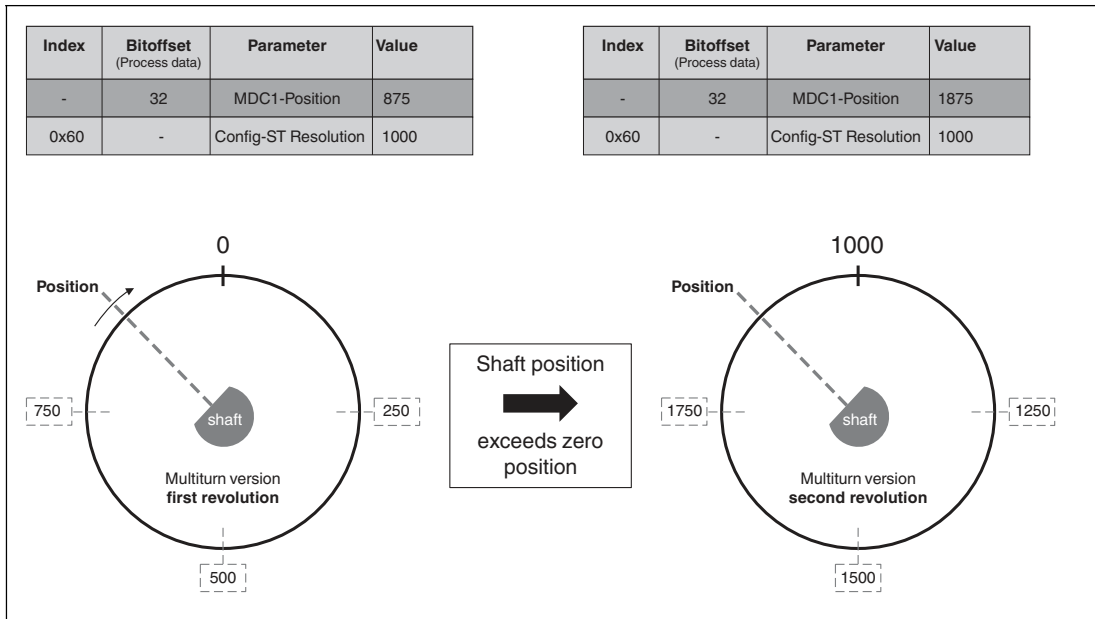 Index Bitoffset Parameter Value
(Process data)
- 32 MDC1-Position 875
0x60 - Config-ST Resolution 1000
Index Bitoffset Parameter Value
(Process data)
- 32 MDC1-Position 1875
0x60 - Config-ST Resolution 1000
0
Position
750
250
shaft
Multiturn version
first revolution
500
Shaft position
exceeds zero
position
1000
Position
1750
1250
shaft
Multiturn version
second revolution
1500